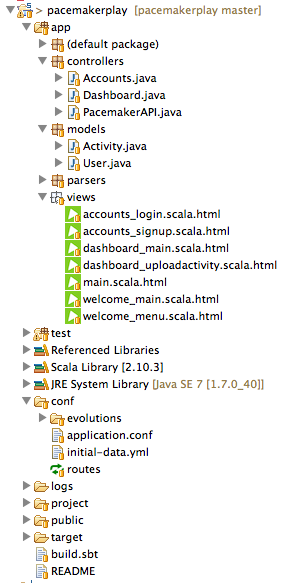 > pacemakerplay [pacemakerplay master]
app
(default package)
controllers
Accounts.java
Dashboard.java
PacemakerAPI.java
models
Activity.java
User.java
parsers
views
accounts_login.scala.html
accounts_signup.scala.html
dashboard_main.scala.html
dashboard_uploadactivity.scala.html
main.scala.html
welcome_main.scala.html
welcome_menu.scala.html
test
Referenced Libraries
Scala Library [2.10.3]
JRE System Library [Java SE 7 [1.7.0_40]]
conf
evolutions
application.conf
initial-data.yml
routes
logs
project
public
target
build.sbt
README